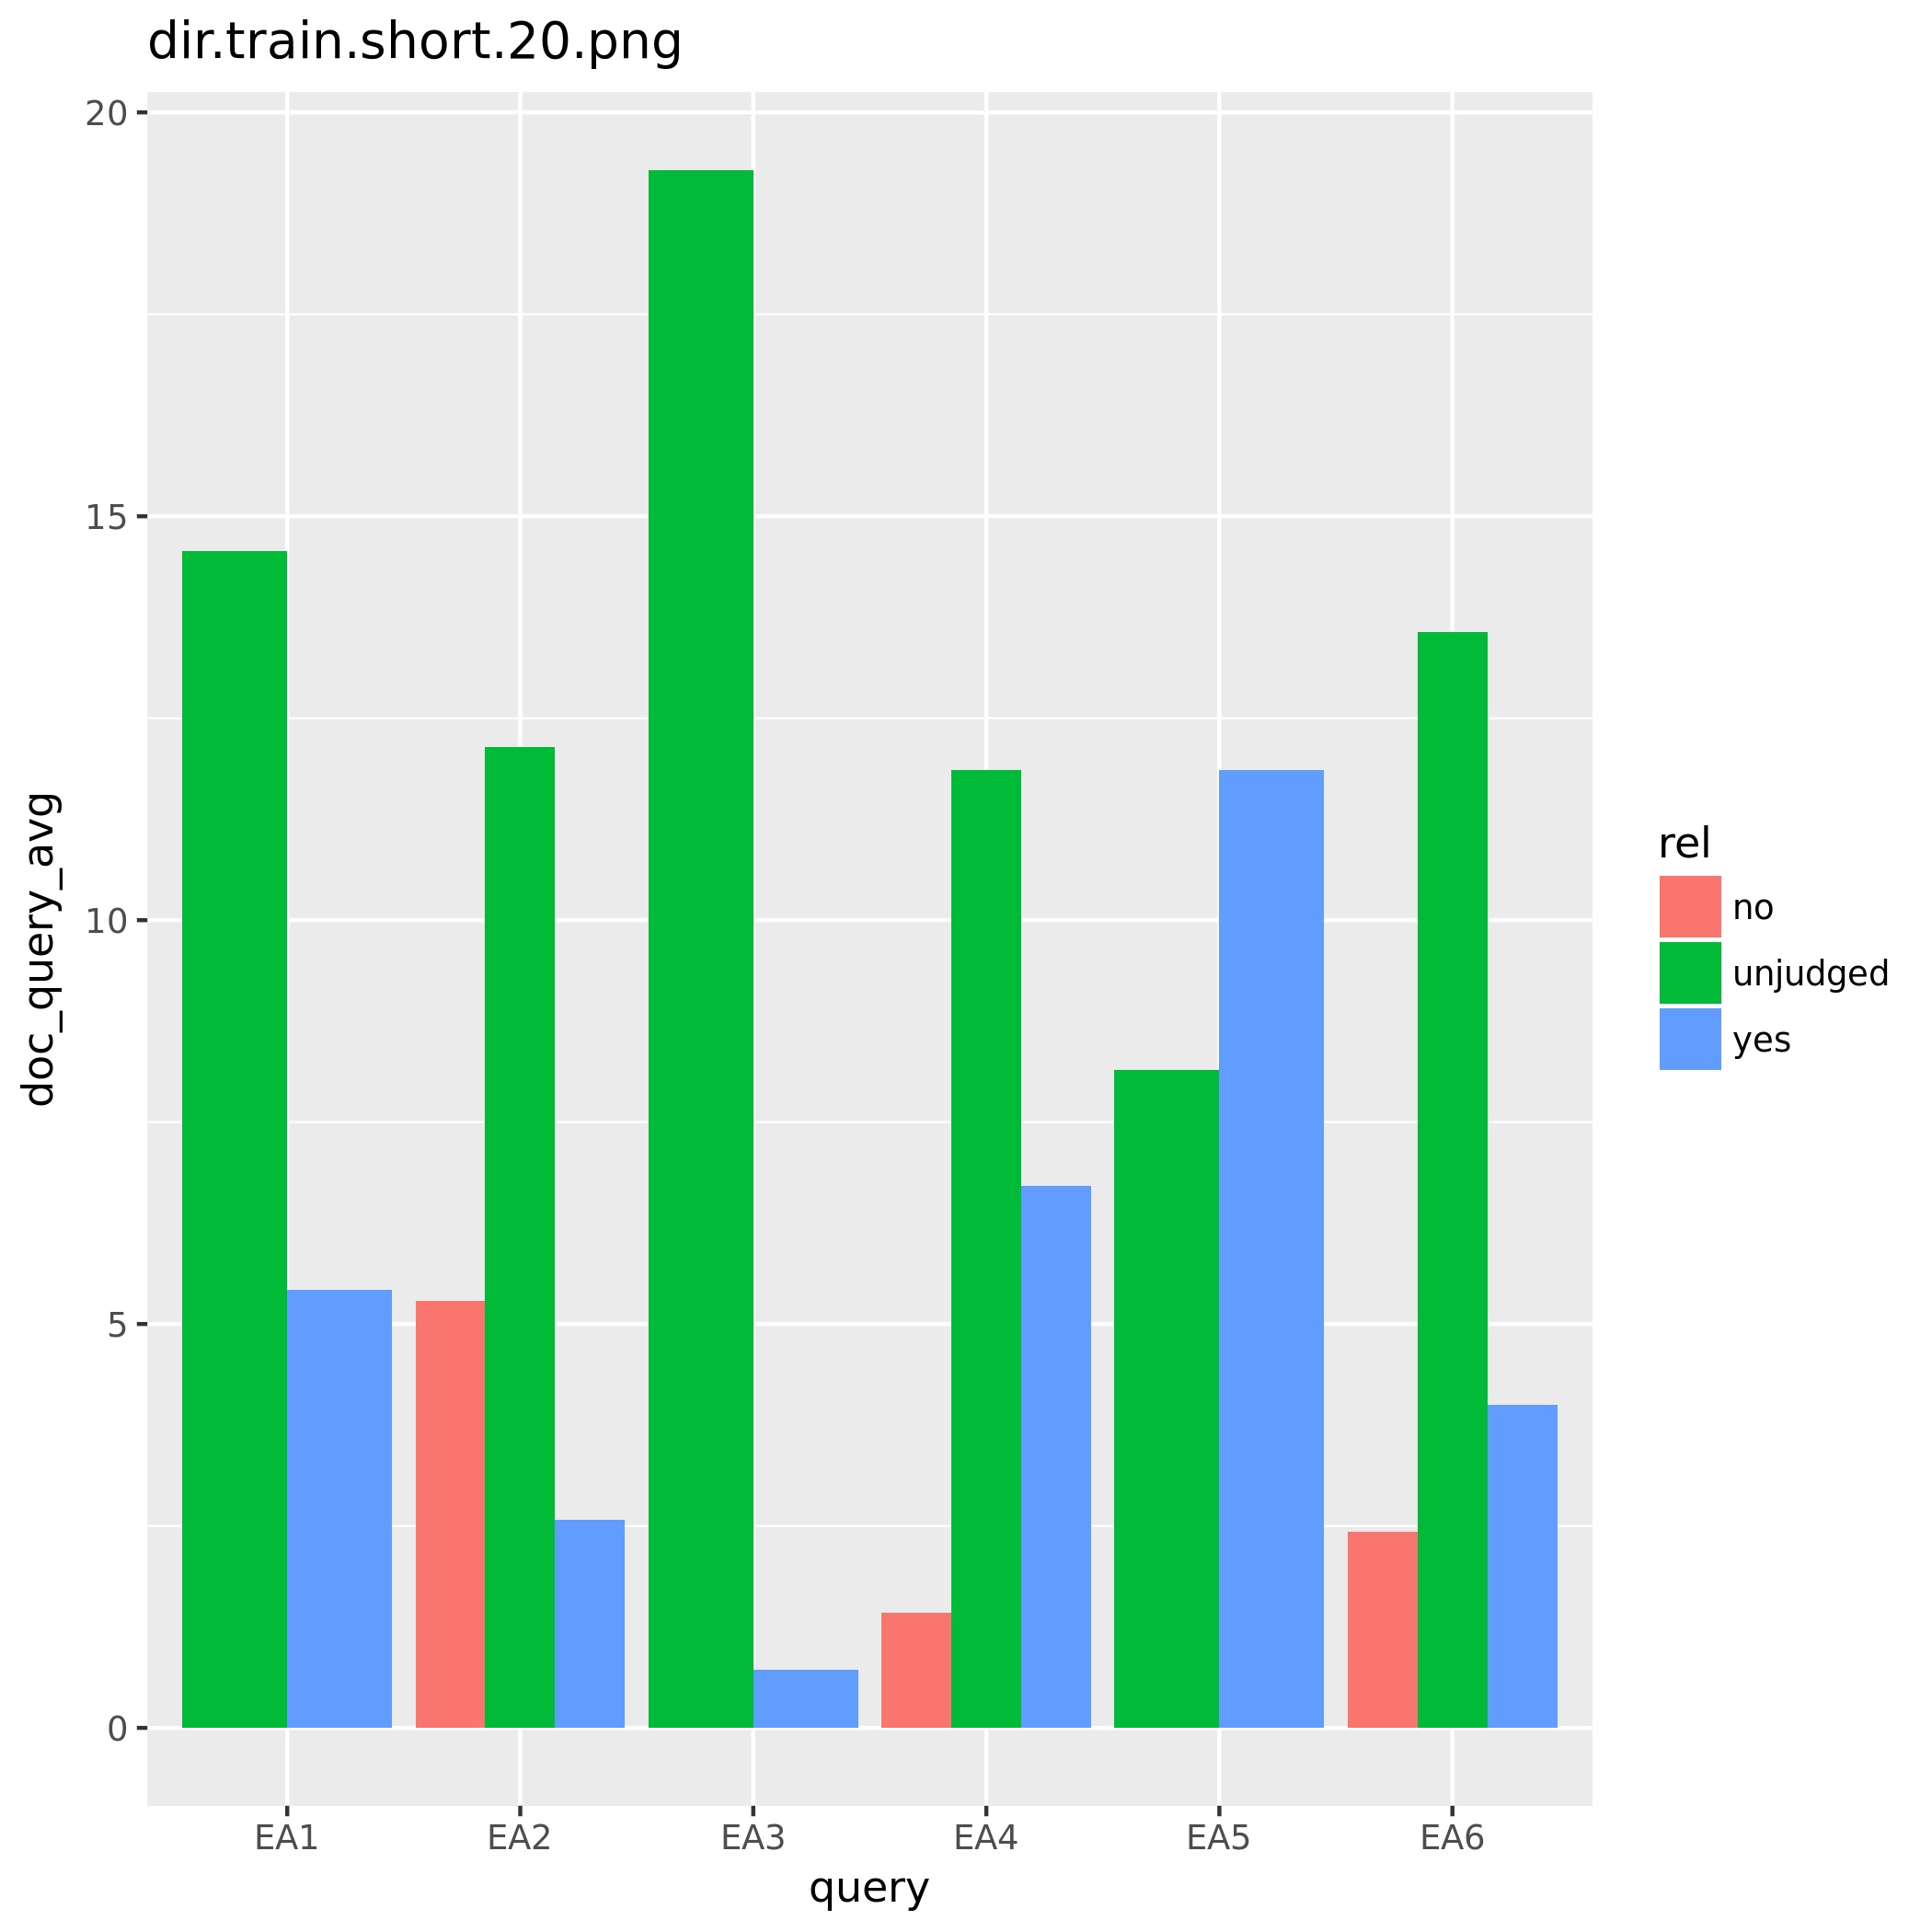 dir.train.short.20.png
20
15
10
5
0
doc_query_avg
EA1 EA2 EA3 EA4 EA5 EA6
query
rel
no
unjudged
yes